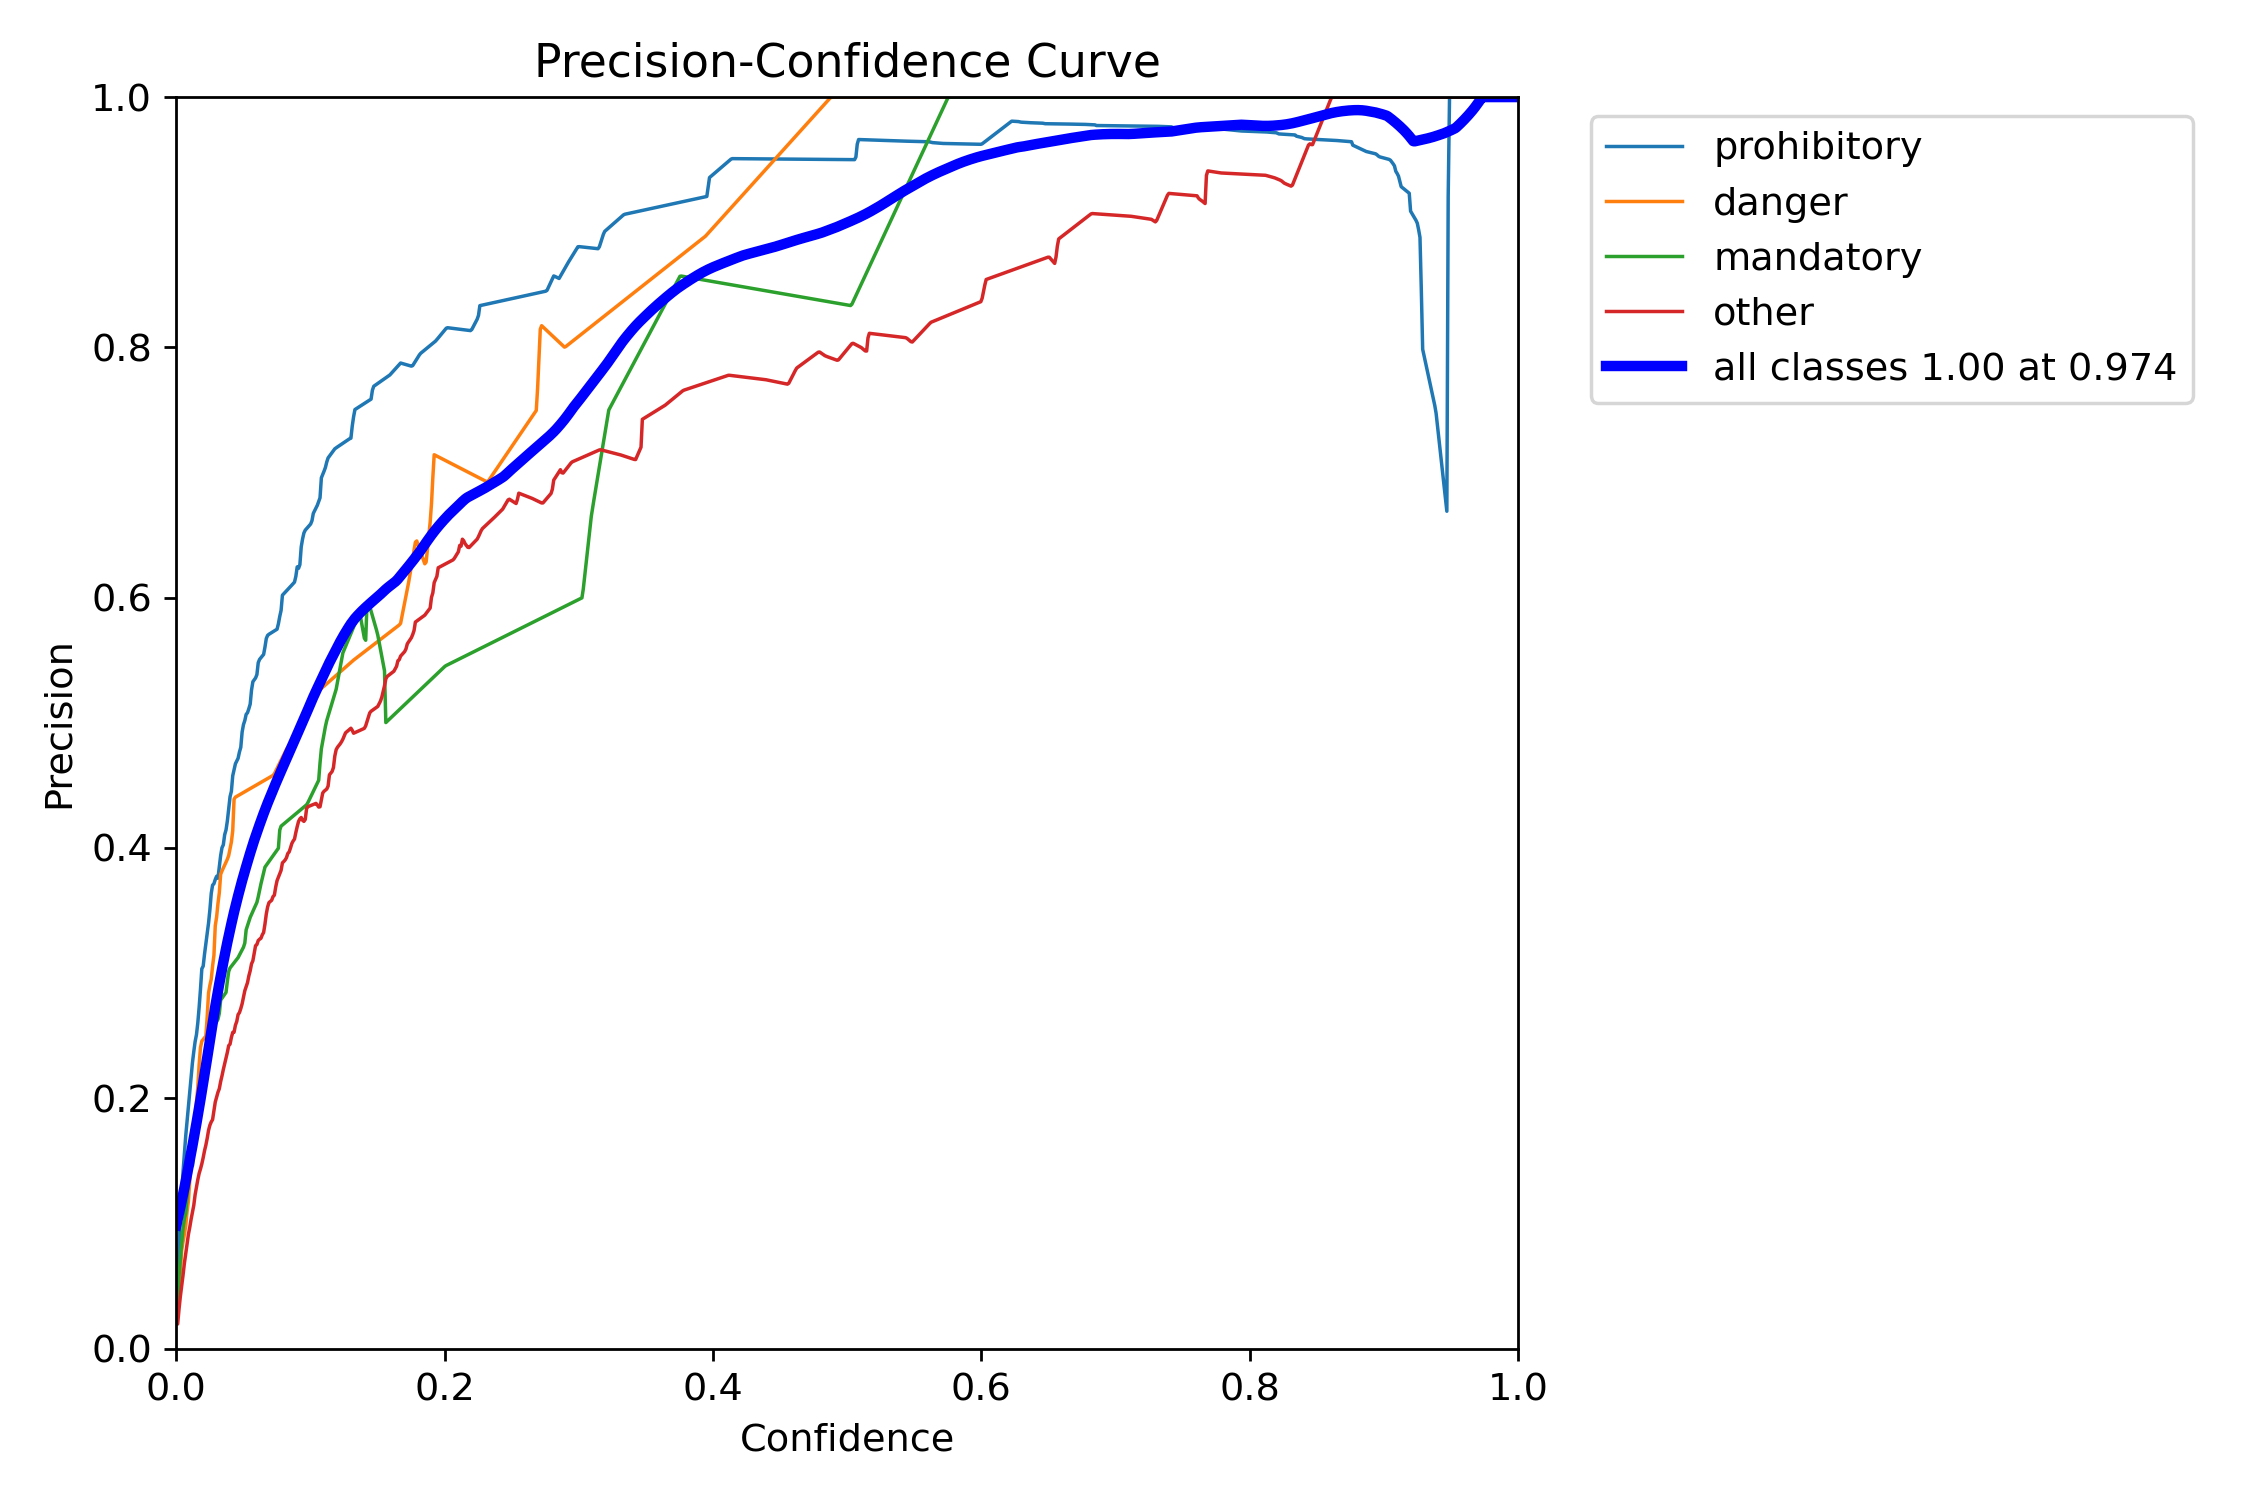 Precision-Confidence Curve
1.0
0.8
0.6
0.4
0.2
0.0
Precision
0.0 0.2 0.4 0.6 0.8 1.0
Confidence
prohibitory
danger
mandatory
other
all classes 1.00 at 0.974